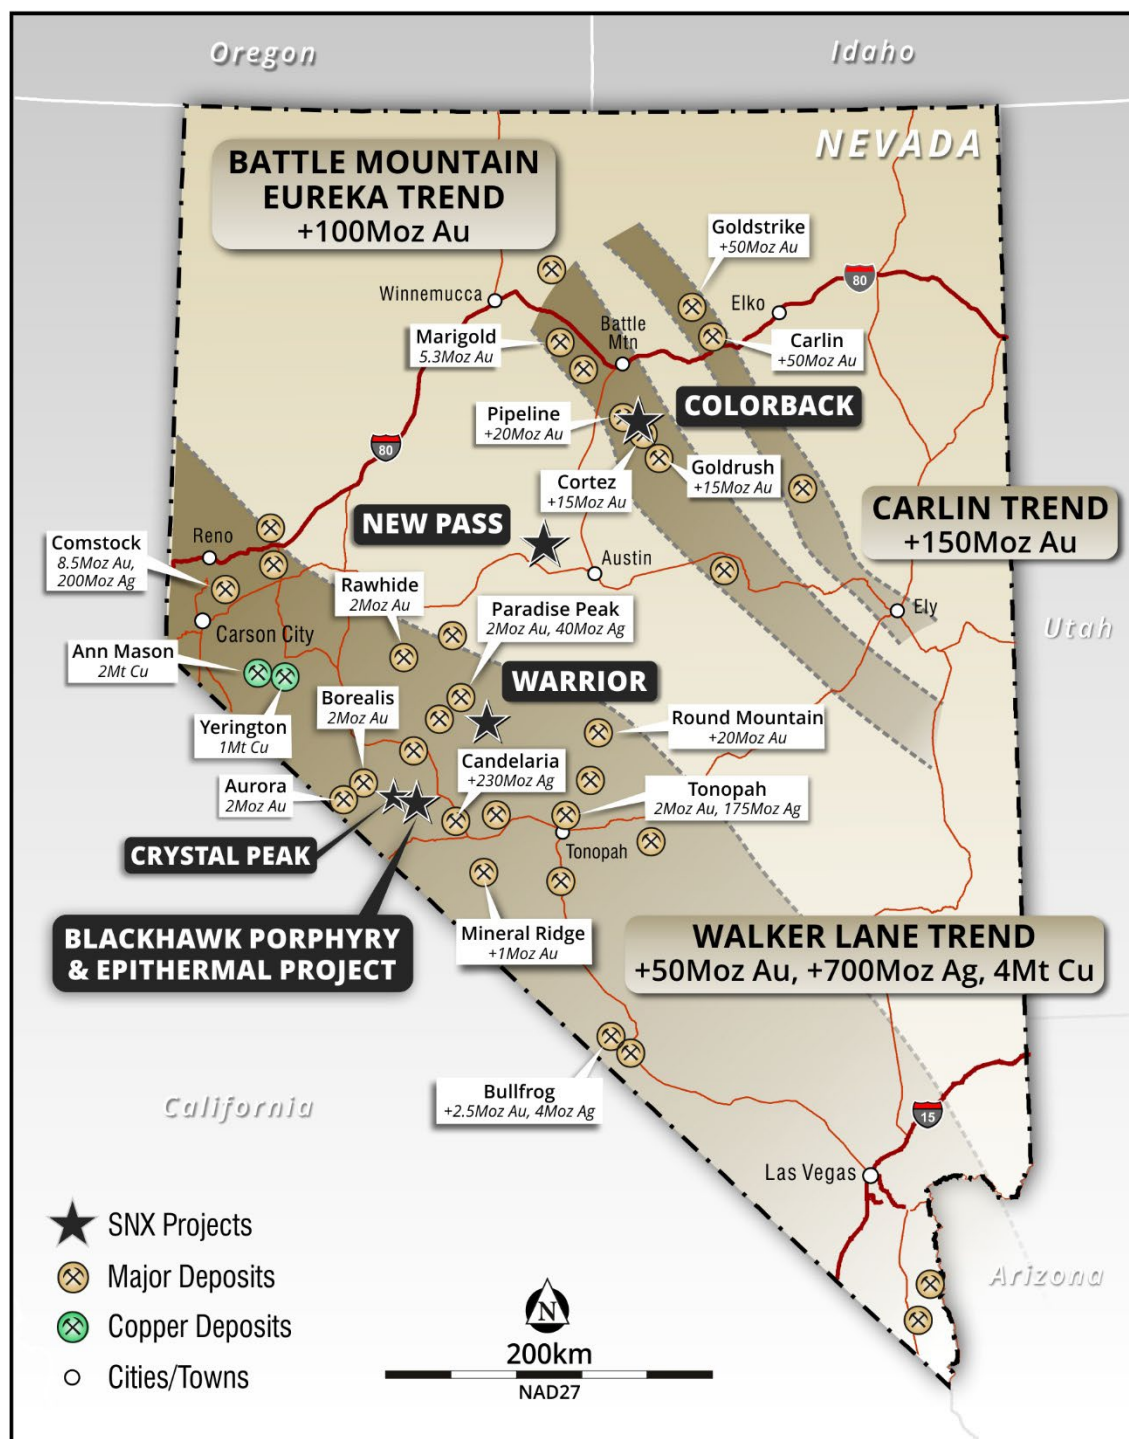 Oregon
Idaho
NEVADA
BATTLE MOUNTAIN
EUREKA TREND
+100Moz Au
Goldstrike
+50Moz Au
80
Winnemucca
Elko
Battle
Mtn
Marigold
5.3Moz Au
Carlin
+50Moz Au
COLORBACK
Pipeline
+20Moz Au
80
Cortez
+15Moz Au
Goldrush
+15Moz Au
CARLIN TREND
+150Moz Au
NEW PASS
Reno
Comstock
8.5Moz Au,
200Moz Ag
Austin
Rawhide
2Moz Au
Paradise Peak
2Moz Au, 40Moz Ag
Ely
Utah
Carson City
Ann Mason
2Mt Cu
WARRIOR
Borealis
2Moz Au
Yerington
1Mt Cu
Round Mountain
+20Moz Au
Candelaria
+230Moz Ag
Aurora
2Moz Au
Tonopah
2Moz Au, 175Moz Ag
CRYSTAL PEAK
Tonopah
BLACKHAWK PORPHYRY
& EPITHERMAL PROJECT
Mineral Ridge
+1Moz Au
WALKER LANE TREND
+50Moz Au, +700Moz Ag, 4Mt Cu
Bullfrog
+2.5Moz Au, 4Moz Ag
California
15
Las Vegas
Arizona
SNX Projects
Major Deposits
Copper Deposits
Cities/Towns
N
200km
NAD27